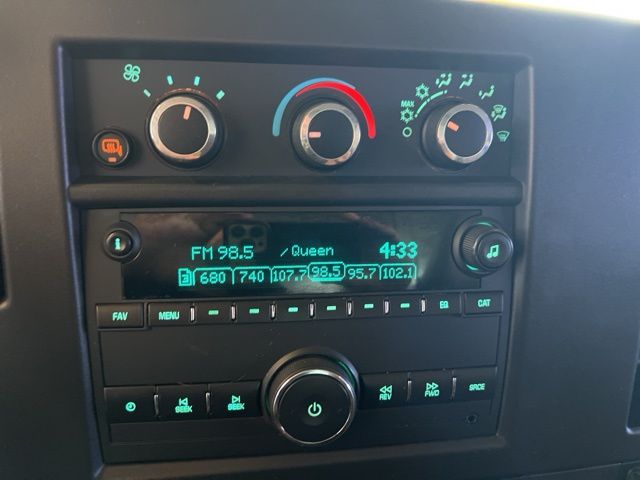 MAX
FM 98.5 /Queen 4:33
3 680 740 107.7 98.5 95.7 102.1
i
FAV MENU EQ CAT
SEEK SEEK REV FWD SRCE